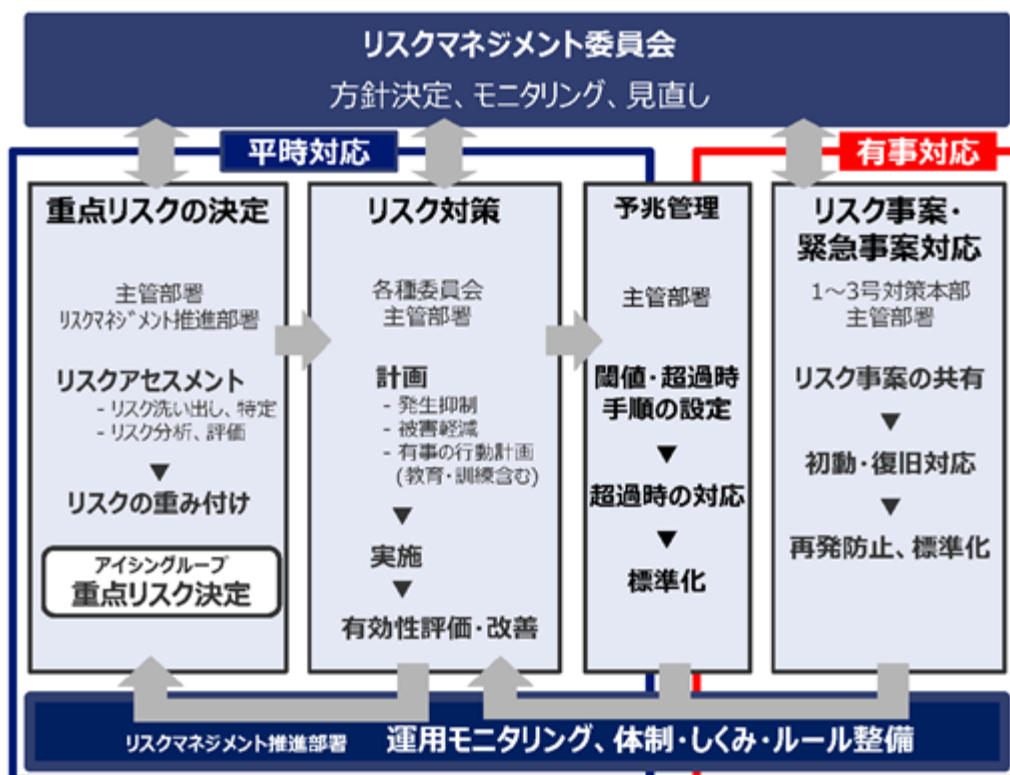 リスクマネジメント委員会
方針決定、モニタリング、見直し
平時対応
有事対応
重点リスクの決定
主管部署
リスクマネジメント推進部署
リスクアセスメント
- リスク洗い出し、特定
- リスク分析、評価
▼
リスクの重み付け
アイシングループ
重点リスク決定
リスク対策
各種委員会
主管部署
計画
- 発生抑制
- 被害軽減
- 有事の行動計画
(教育・訓練含む)
▼
実施
▼
有効性評価・改善
予兆管理
主管部署
閾値・超過時
手順の設定
▼
超過時の対応
▼
標準化
リスク事案・
緊急事案対応
1～3号対策本部
主管部署
リスク事案の共有
▼
初動・復旧対応
▼
再発防止、標準化
リスクマネジメント推進部署 運用モニタリング、体制・しくみ・ルール整備